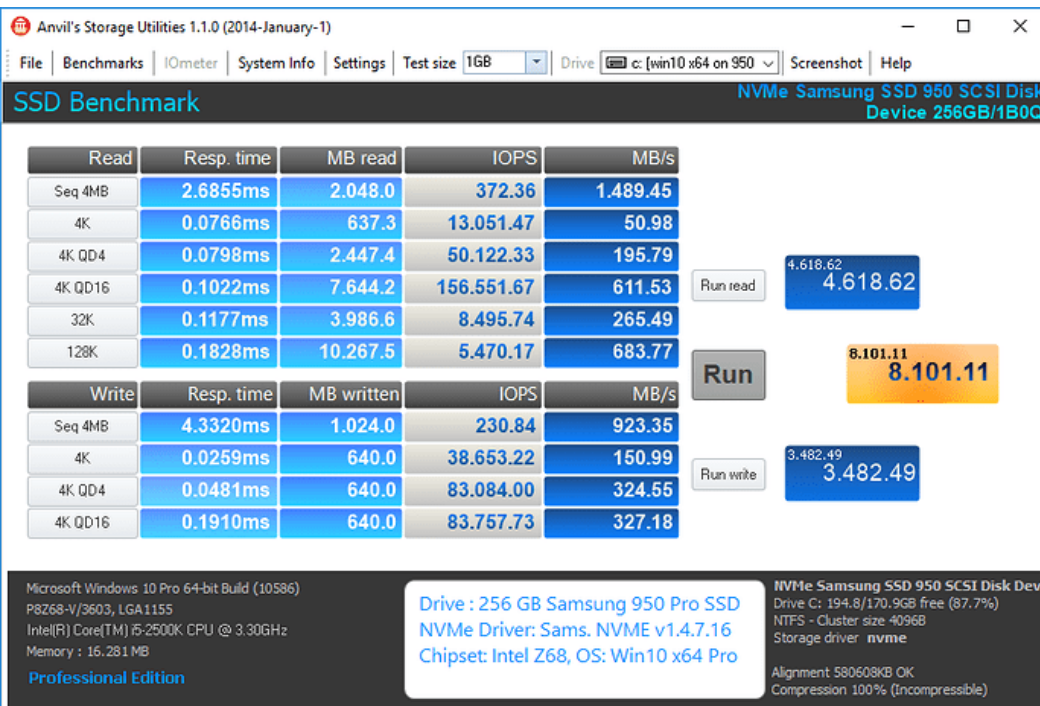 Anvil's Storage Utilities 1.1.0 (2014-January-1)
File Benchmarks IOmeter System Info Settings Test size 1GB Drive c: [win10 x64 on 950 Screenshot Help
SSD Benchmark
NVMe Samsung SSD 950 SCSI Disk
Device 256GB/1B0Q
Read Resp. time MB read IOPS MB/s
Seq 4MB 2.6855ms 2.048.0 372.36 1.489.45
4K 0.0766ms 637.3 13.051.47 50.98
4K QD4 0.0798ms 2.447.4 50.122.33 195.79
4K QD16 0.1022ms 7.644.2 156.551.67 611.53
32K 0.1177ms 3.986.6 8.495.74 265.49
128K 0.1828ms 10.267.5 5.470.17 683.77
Run read
4.618.62
4.618.62
Run
8.101.11
8.101.11
Write Resp. time MB written IOPS MB/s
Seq 4MB 4.3320ms 1.024.0 230.84 923.35
4K 0.0259ms 640.0 38.653.22 150.99
4K QD4 0.0481ms 640.0 83.084.00 324.55
4K QD16 0.1910ms 640.0 83.757.73 327.18
Run write
3.482.49
3.482.49
Microsoft Windows 10 Pro 64-bit Build (10586)
P8Z68-V/3603, LGA1155
Intel(R) Core(TM) i5-2500K CPU @ 3.30GHz
Memory : 16.281 MB
Professional Edition
Drive : 256 GB Samsung 950 Pro SSD
NVMe Driver: Sams. NVME v1.4.7.16
Chipset: Intel Z68, OS: Win10 x64 Pro
NVMe Samsung SSD 950 SCSI Disk Dev
Drive C: 194.8/170.9GB free (87.7%)
NTFS - Cluster size 4096B
Storage driver nvme
Alignment 580608KB OK
Compression 100% (Incompressible)